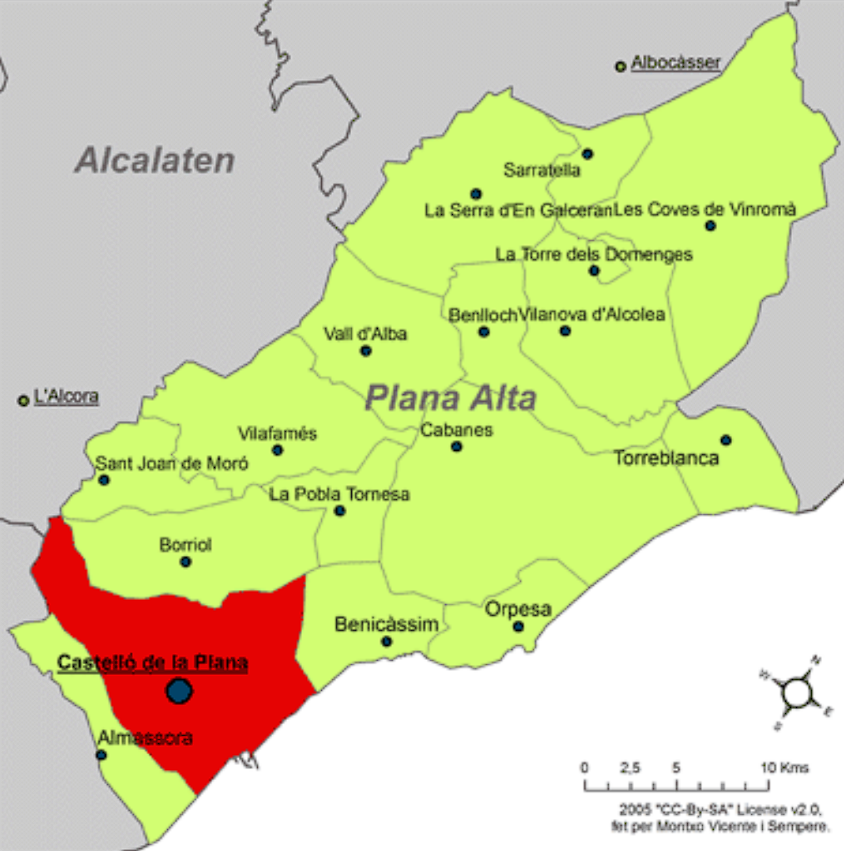 Albocàsser
Alcalaten
Sarratella
La Serra d'En Galceran
Les Coves de Vinromà
La Torre dels Domenges
Benlloch
Vilanova d'Alcolea
Vall d'Alba
L'Alcora
Plana Alta
Vilafamés
Cabanes
Torreblanca
Sant Joan de Moró
La Pobla Tornesa
Borriol
Benicàssim
Orpesa
Castelló de la Plana
Almassora
N
W
E
S
0 2,5 5 10 Kms
2005 "CC-By-SA" License v2.0,
fet per Montxo Vicente i Sempere.